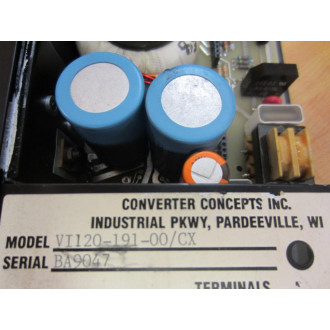 CONVERTER CONCEPTS INC.
INDUSTRIAL PKWY, PARDEEVILLE, WI
MODEL VI120-191-00/CX
SERIAL BA9047
TERMINALS